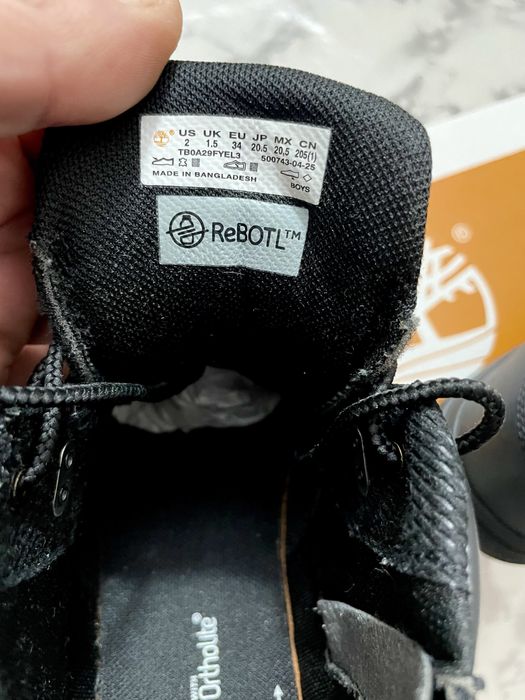 ® US UK EU JP MX CN
2 1.5 34 20.5 20,5 205(1)
TB0A29FYEL3 500743-04-25
MADE IN BANGLADESH BOYS
ReBOTL™
®
Ortholite®